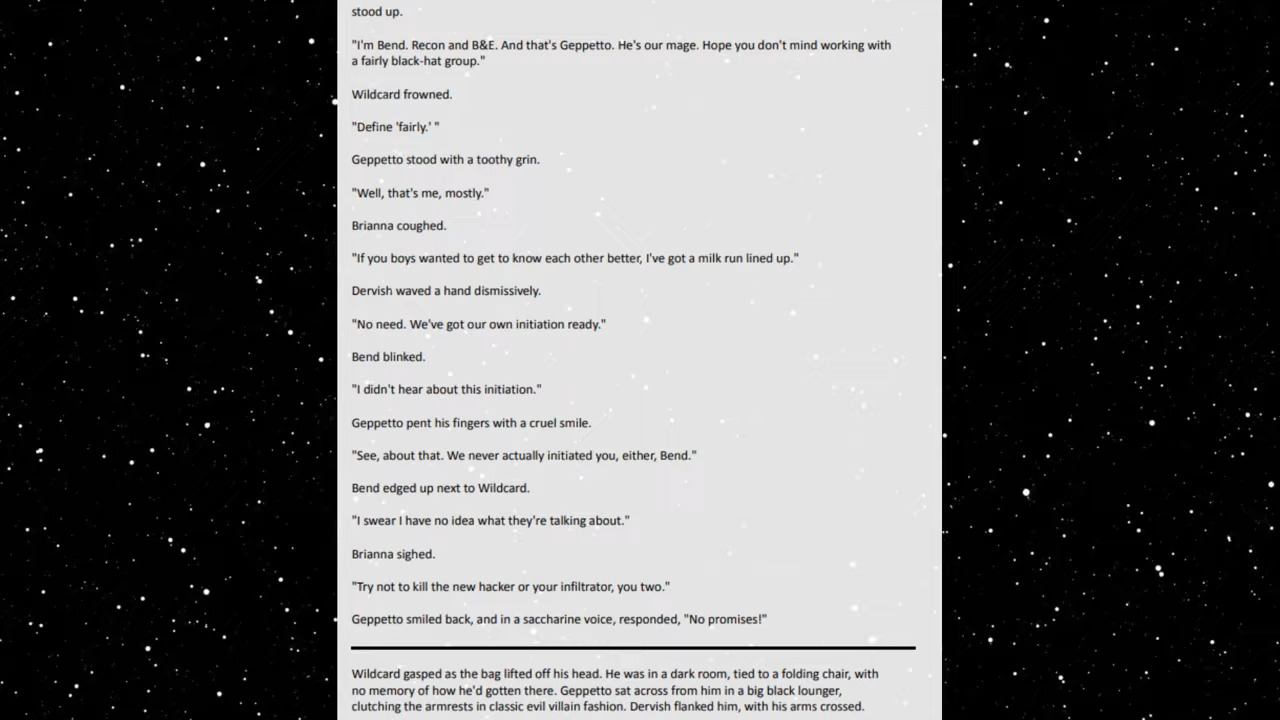 stood up.
"I'm Bend. Recon and B&E. And that's Geppetto. He's our mage. Hope you don't mind working with
a fairly black-hat group."
Wildcard frowned.
"Define 'fairly.' "
Geppetto stood with a toothy grin.
"Well, that's me, mostly."
Brianna coughed.
"If you boys wanted to get to know each other better, I've got a milk run lined up."
Dervish waved a hand dismissively.
"No need. We've got our own initiation ready."
Bend blinked.
"I didn't hear about this initiation."
Geppetto pent his fingers with a cruel smile.
"See, about that. We never actually initiated you, either, Bend."
Bend edged up next to Wildcard.
"I swear I have no idea what they're talking about."
Brianna sighed.
"Try not to kill the new hacker or your infiltrator, you two."
Geppetto smiled back, and in a saccharine voice, responded, "No promises!"
Wildcard gasped as the bag lifted off his head. He was in a dark room, tied to a folding chair, with
no memory of how he'd gotten there. Geppetto sat across from him in a big black lounger,
clutching the armrests in classic evil villain fashion. Dervish flanked him, with his arms crossed.